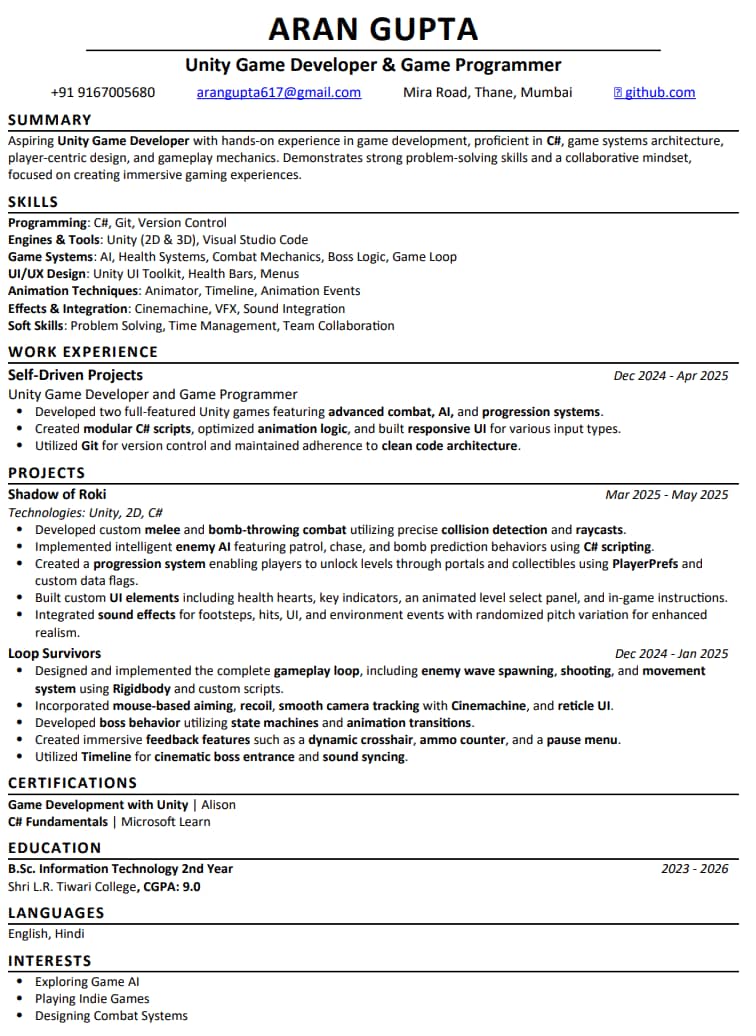 ARAN GUPTA
Unity Game Developer & Game Programmer
+91 9167005680 arangupta617@gmail.com Mira Road, Thane, Mumbai github.com
SUMMARY
Aspiring Unity Game Developer with hands-on experience in game development, proficient in C#, game systems architecture,
player-centric design, and gameplay mechanics. Demonstrates strong problem-solving skills and a collaborative mindset,
focused on creating immersive gaming experiences.
SKILLS
Programming: C#, Git, Version Control
Engines & Tools: Unity (2D & 3D), Visual Studio Code
Game Systems: AI, Health Systems, Combat Mechanics, Boss Logic, Game Loop
UI/UX Design: Unity UI Toolkit, Health Bars, Menus
Animation Techniques: Animator, Timeline, Animation Events
Effects & Integration: Cinemachine, VFX, Sound Integration
Soft Skills: Problem Solving, Time Management, Team Collaboration
WORK EXPERIENCE
Self-Driven Projects Dec 2024 - Apr 2025
Unity Game Developer and Game Programmer
• Developed two full-featured Unity games featuring advanced combat, AI, and progression systems.
• Created modular C# scripts, optimized animation logic, and built responsive UI for various input types.
• Utilized Git for version control and maintained adherence to clean code architecture.
PROJECTS
Shadow of Roki Mar 2025 - May 2025
Technologies: Unity, 2D, C#
• Developed custom melee and bomb-throwing combat utilizing precise collision detection and raycasts.
• Implemented intelligent enemy AI featuring patrol, chase, and bomb prediction behaviors using C# scripting.
• Created a progression system enabling players to unlock levels through portals and collectibles using PlayerPrefs and
custom data flags.
• Built custom UI elements including health hearts, key indicators, an animated level select panel, and in-game instructions.
• Integrated sound effects for footsteps, hits, UI, and environment events with randomized pitch variation for enhanced
realism.
Loop Survivors Dec 2024 - Jan 2025
• Designed and implemented the complete gameplay loop, including enemy wave spawning, shooting, and movement
system using Rigidbody and custom scripts.
• Incorporated mouse-based aiming, recoil, smooth camera tracking with Cinemachine, and reticle UI.
• Developed boss behavior utilizing state machines and animation transitions.
• Created immersive feedback features such as a dynamic crosshair, ammo counter, and a pause menu.
• Utilized Timeline for cinematic boss entrance and sound syncing.
CERTIFICATIONS
Game Development with Unity | Alison
C# Fundamentals | Microsoft Learn
EDUCATION
B.Sc. Information Technology 2nd Year 2023 - 2026
Shri L.R. Tiwari College, CGPA: 9.0
LANGUAGES
English, Hindi
INTERESTS
• Exploring Game AI
• Playing Indie Games
• Designing Combat Systems